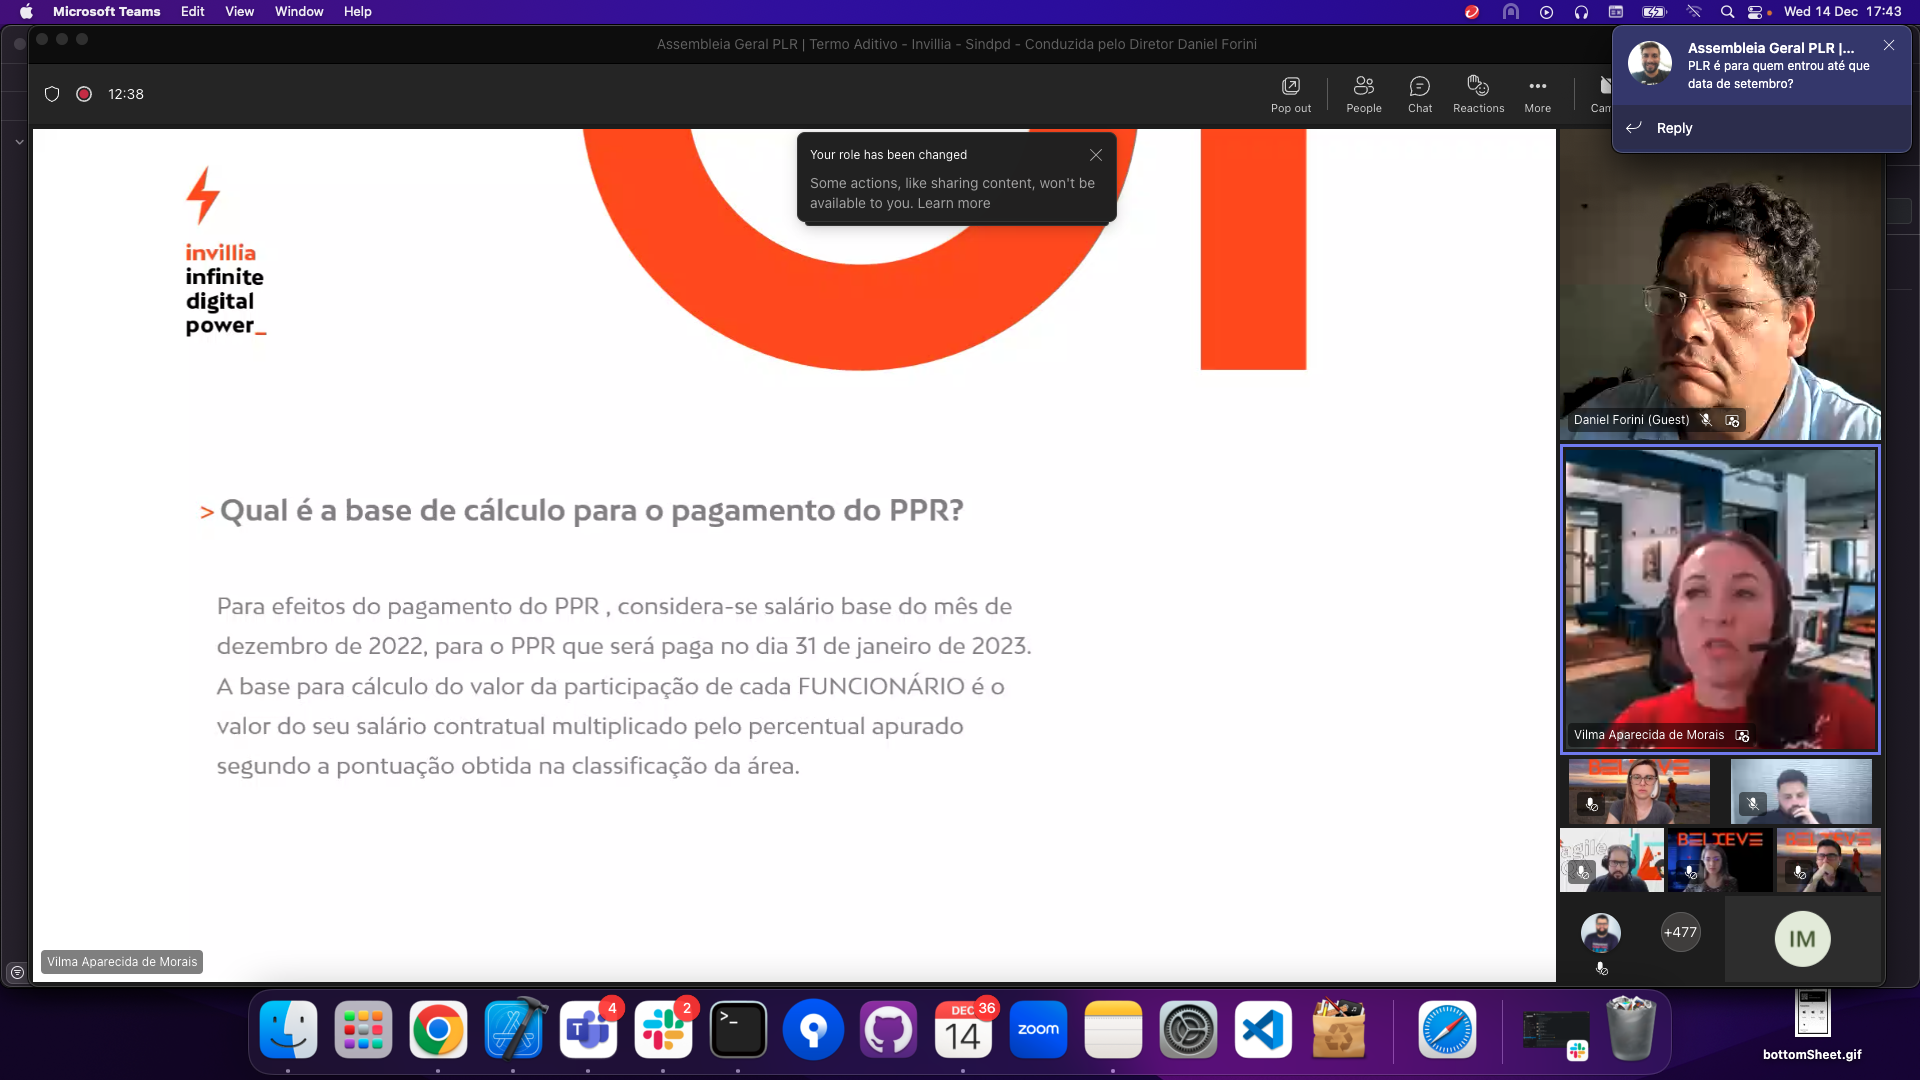 Microsoft Teams Edit View Window Help
Wed 14 Dec 17:43
Assembleia Geral PLR | Termo Aditivo - Invillia - Sindpd - Conduzida pelo Diretor Daniel Forini
Assembleia Geral PLR |...
PLR é para quem entrou até que
data de setembro?
Reply
12:38
Pop out
People
Chat
Reactions
More
Cam
Your role has been changed
Some actions, like sharing content, won't be
available to you. Learn more
invillia
infinite
digital
power_
> Qual é a base de cálculo para o pagamento do PPR?
Para efeitos do pagamento do PPR , considera-se salário base do mês de
dezembro de 2022, para o PPR que será paga no dia 31 de janeiro de 2023.
A base para cálculo do valor da participação de cada FUNCIONÁRIO é o
valor do seu salário contratual multiplicado pelo percentual apurado
segundo a pontuação obtida na classificação da área.
Daniel Forini (Guest)
Vilma Aparecida de Morais
BELIEVE
agile
BELIEVE
BELIEVE
+477
IM
Vilma Aparecida de Morais
4
2
DEC
36
14
zoom
bottomSheet.gif